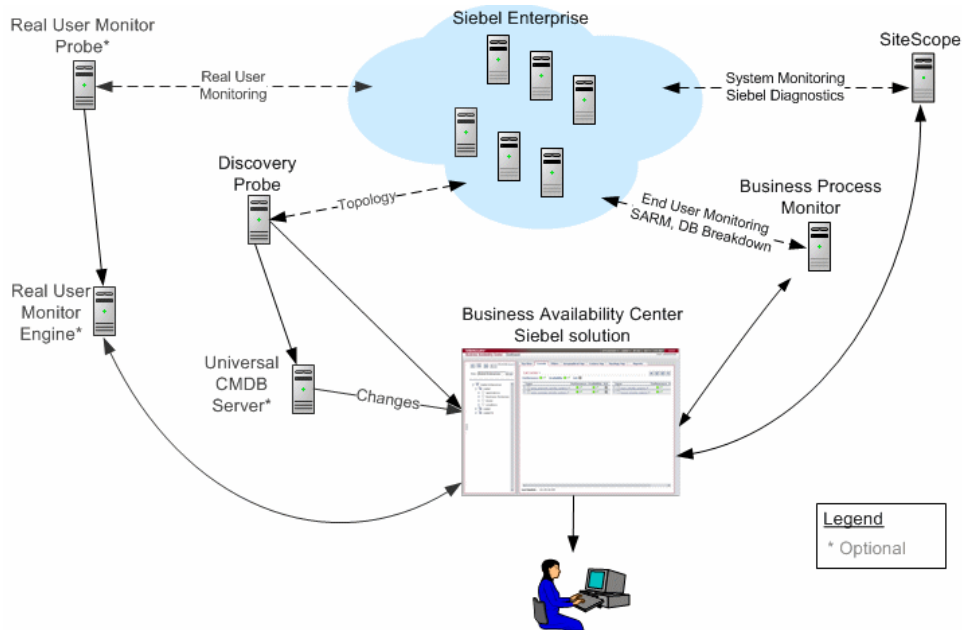 Real User Monitor
Probe*
Siebel Enterprise
SiteScope
Real User
Monitoring
System Monitoring
Siebel Diagnostics
Discovery
Probe
Topology
Business Process
Monitor
End User Monitoring
SARM, DB Breakdown
Real User
Monitor
Engine*
Business Availability Center
Siebel solution
Universal
CMDB
Server*
Changes
Legend
* Optional